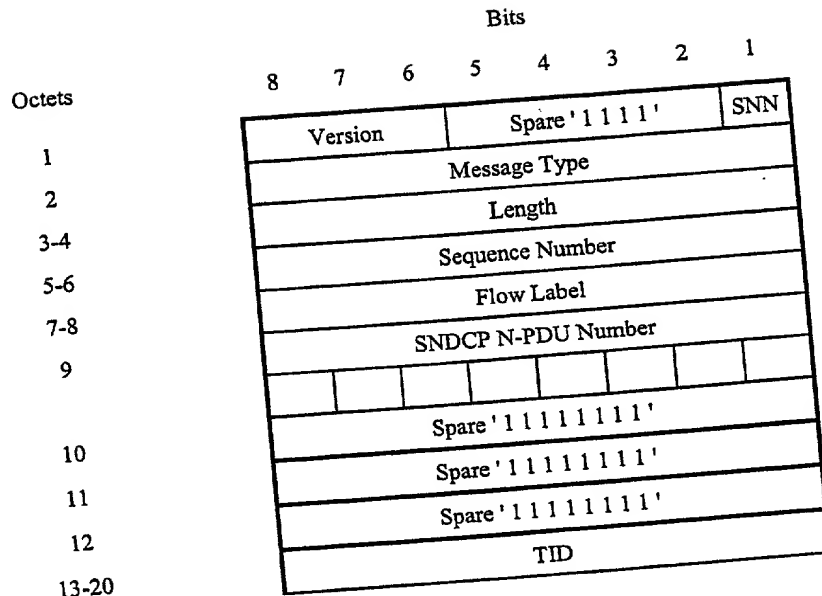 Bits
8 7 6 5 4 3 2 1
Octets
1 Version Spare ' 1 1 1 1 ' SNN
2 Message Type
3-4 Length
5-6 Sequence Number
7-8 Flow Label
9 SNDCP N-PDU Number
10 Spare ' 1 1 1 1 1 1 1 1 '
11 Spare ' 1 1 1 1 1 1 1 1 '
12 Spare ' 1 1 1 1 1 1 1 1 '
13-20 TID